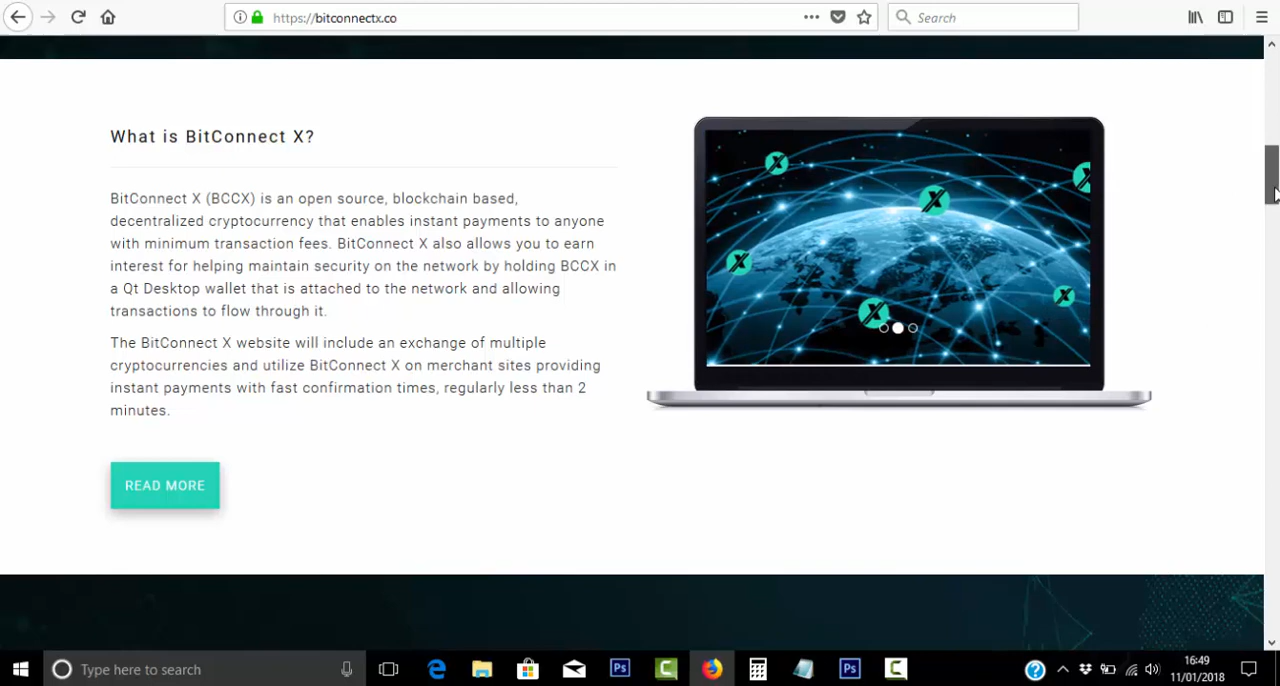 https://bitconnectx.co
Search
What is BitConnect X?
BitConnect X (BCCX) is an open source, blockchain based,
decentralized cryptocurrency that enables instant payments to anyone
with minimum transaction fees. BitConnect X also allows you to earn
interest for helping maintain security on the network by holding BCCX in
a Qt Desktop wallet that is attached to the network and allowing
transactions to flow through it.
The BitConnect X website will include an exchange of multiple
cryptocurrencies and utilize BitConnect X on merchant sites providing
instant payments with fast confirmation times, regularly less than 2
minutes.
READ MORE
Type here to search
Ps
Ps
16:49
11/01/2018